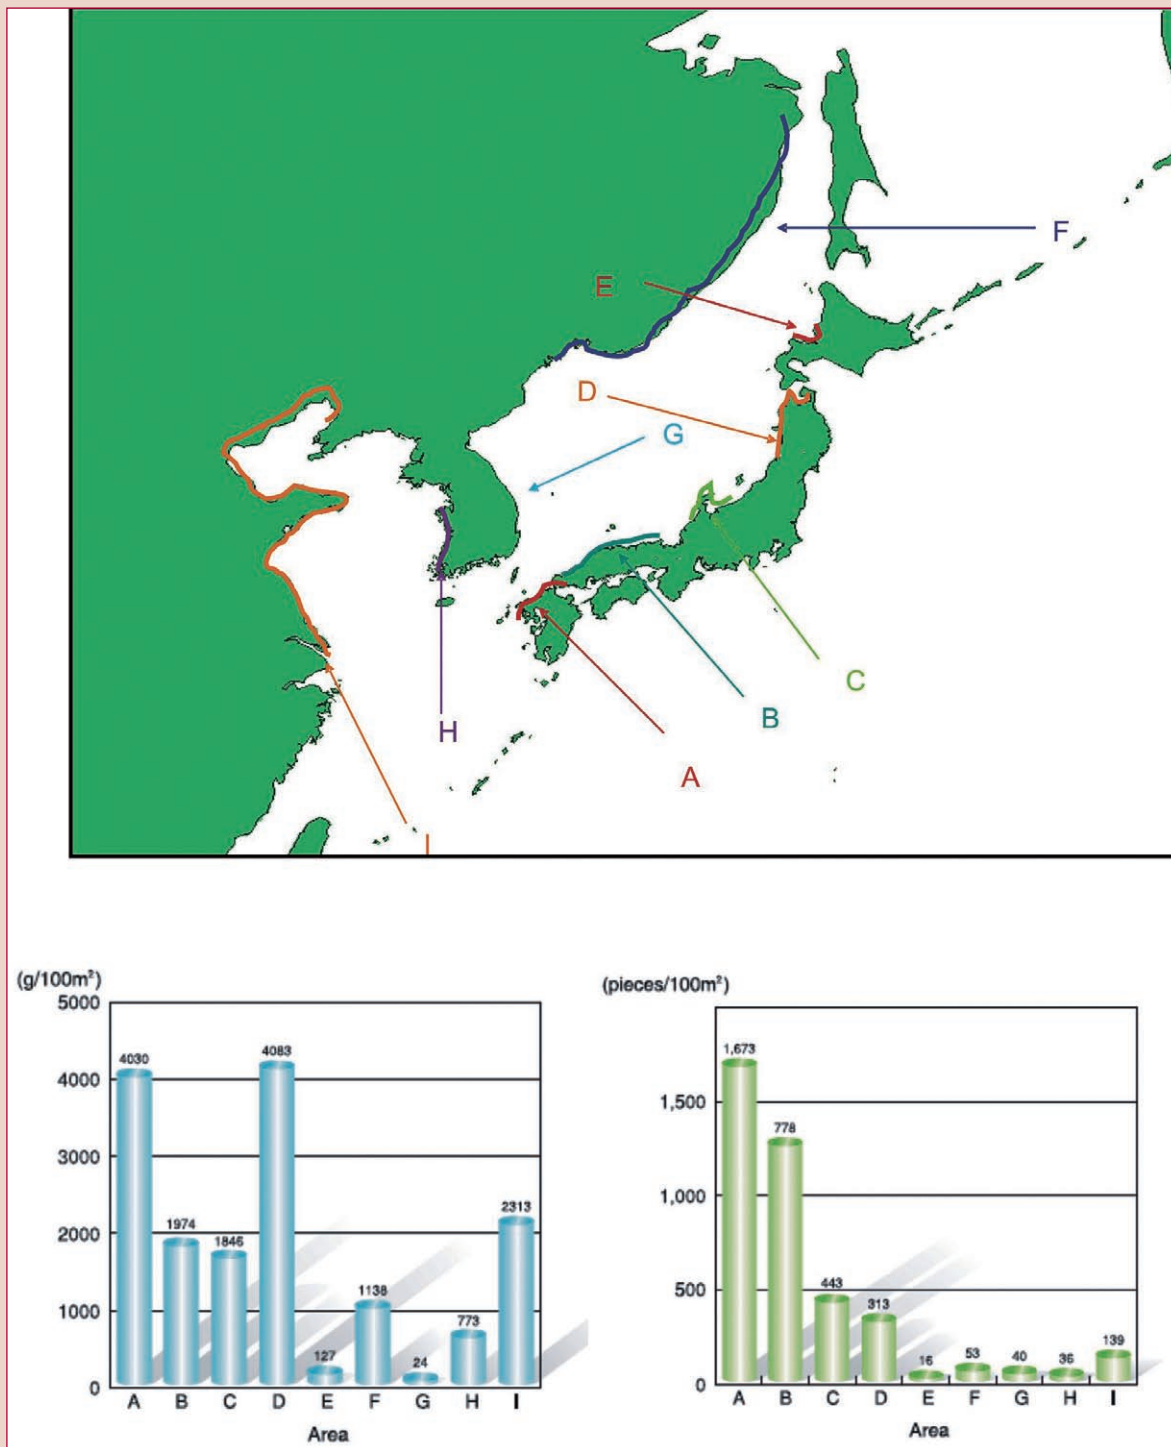 F
E
D
G
C
B
H
A
I
(g/100m²)
5000
4000
3000
2000
1000
0
4030
1974
1846
4083
127
1138
24
773
2313
A B C D E F G H I
Area
(pieces/100m²)
1,500
1,000
500
0
1,673
778
443
313
16
53
40
36
139
A B C D E F G H I
Area